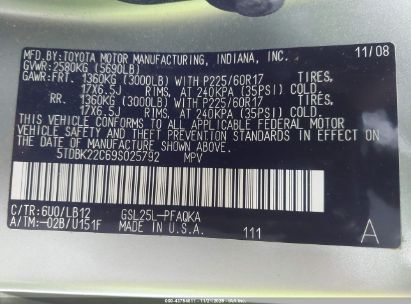 MFD.BY:TOYOTA MOTOR MANUFACTURING, INDIANA, INC. 11/08
GVWR:2580KG (5690LB)
GAWR:FRT. 1360KG (3000LB) WITH P225/60R17 TIRES,
17X6.5J RIMS, AT 240KPA (35PSI) COLD.
RR. 1360KG (3000LB) WITH P225/60R17 TIRES,
17X6.5J RIMS, AT 240KPA (35PSI) COLD.
THIS VEHICLE CONFORMS TO ALL APPLICABLE FEDERAL
MOTOR VEHICLE SAFETY AND THEFT PREVENTION
STANDARDS IN EFFECT ON THE DATE OF
MANUFACTURE SHOWN ABOVE.
5TDBK22C69S025792 MPV
C/TR:6U0/LB12 GSL25L-PFAQKA
A/TM:-02B/U151F MADE IN U.S.A. 111 A